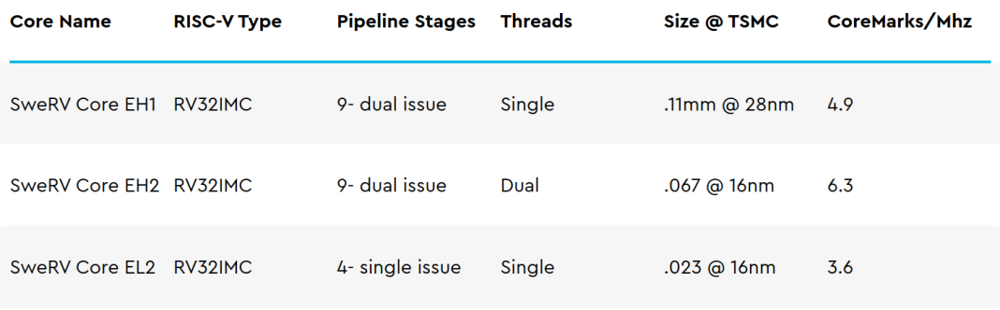 Core Name RISC-V Type Pipeline Stages Threads Size @ TSMC CoreMarks/Mhz
SweRV Core EH1 RV32IMC 9- dual issue Single .11mm @ 28nm 4.9
SweRV Core EH2 RV32IMC 9- dual issue Dual .067 @ 16nm 6.3
SweRV Core EL2 RV32IMC 4- single issue Single .023 @ 16nm 3.6